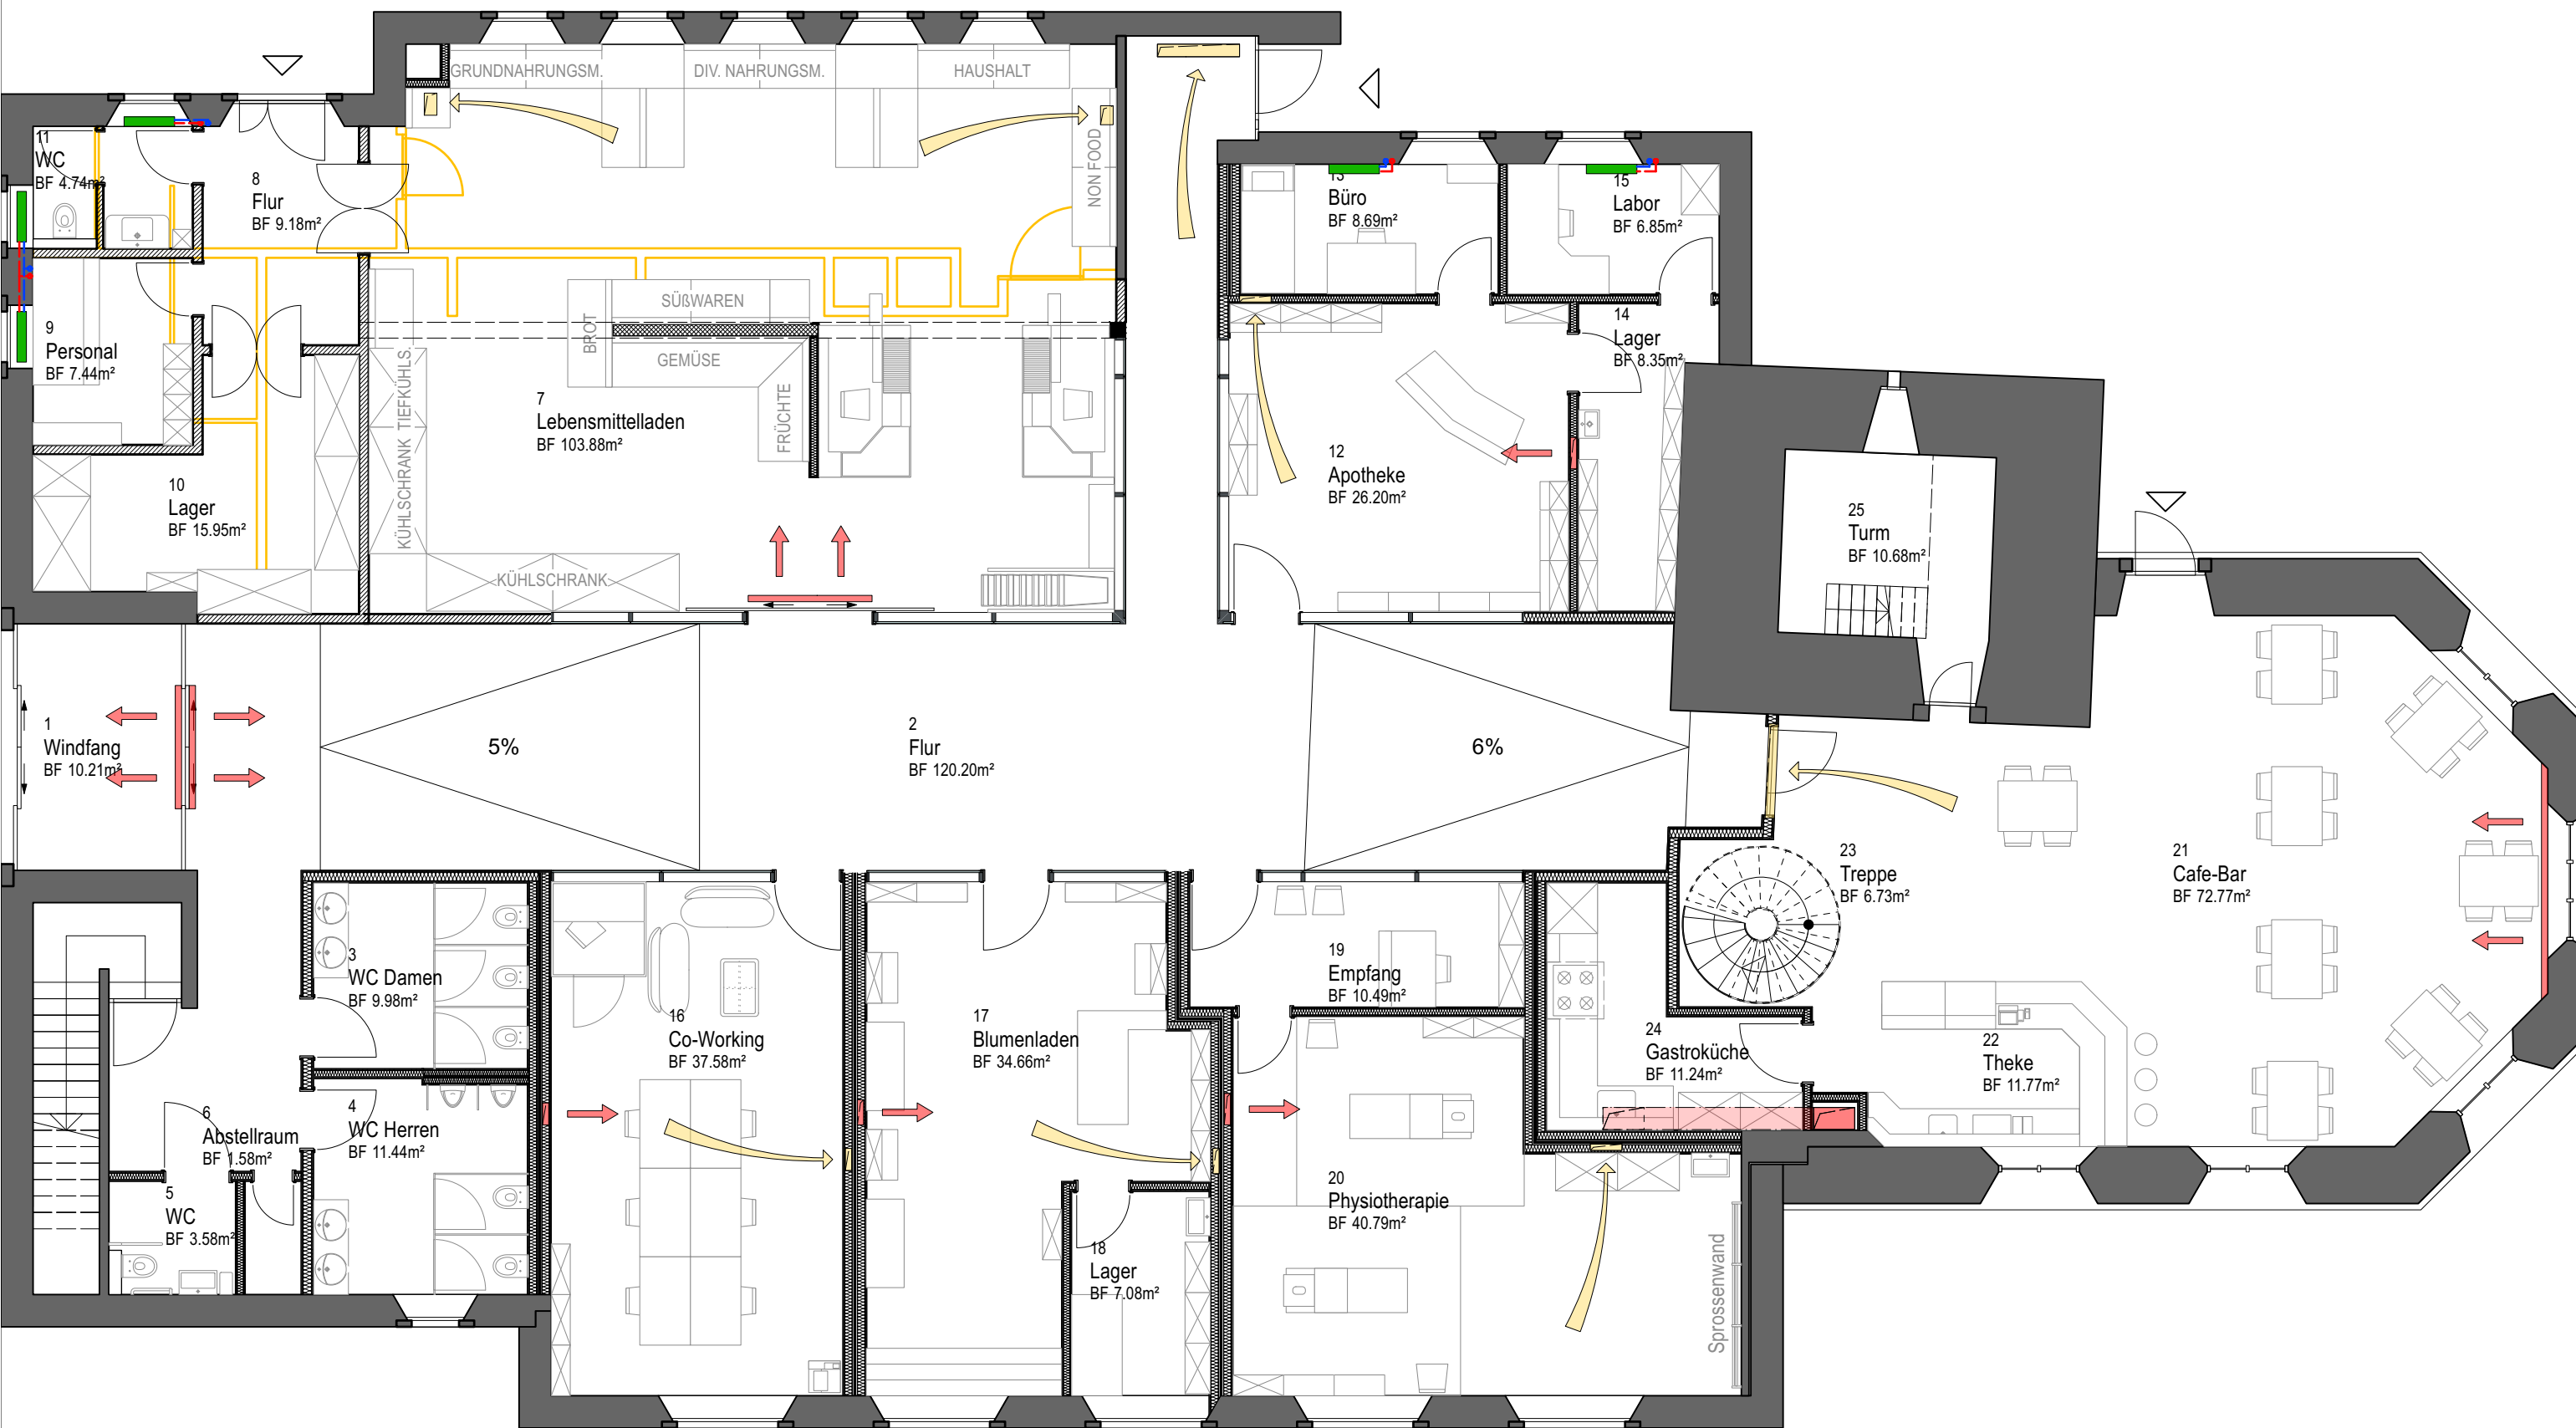 GRUNDNAHRUNGSM.
DIV. NAHRUNGSM.
HAUSHALT
NON FOOD
11
WC
BF 4.74m²
8
Flur
BF 9.18m²
13
Büro
BF 8.69m²
15
Labor
BF 6.85m²
9
Personal
BF 7.44m²
10
Lager
BF 15.95m²
KÜHLSCHRANK TIEFKÜHLS.
BROT
SÜßWAREN
GEMÜSE
FRÜCHTE
7
Lebensmittelladen
BF 103.88m²
KÜHLSCHRANK
14
Lager
BF 8.35m²
12
Apotheke
BF 26.20m²
25
Turm
BF 10.68m²
1
Windfang
BF 10.21m²
5%
2
Flur
BF 120.20m²
6%
23
Treppe
BF 6.73m²
21
Cafe-Bar
BF 72.77m²
3
WC Damen
BF 9.98m²
4
WC Herren
BF 11.44m²
6
Abstellraum
BF 1.58m²
5
WC
BF 3.58m²
16
Co-Working
BF 37.58m²
17
Blumenladen
BF 34.66m²
18
Lager
BF 7.08m²
19
Empfang
BF 10.49m²
20
Physiotherapie
BF 40.79m²
Sprossenwand
24
Gastroküche
BF 11.24m²
22
Theke
BF 11.77m²